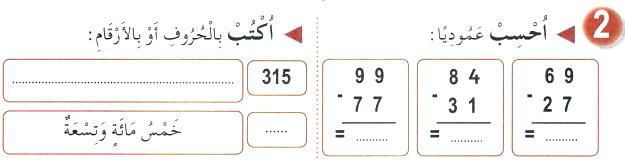 2
◄ اُحْسِبْ عَمُودِيًا:
69 - 27 = ..........
84 - 31 = ..........
99 - 77 = ..........
◄ اُكْتُبْ بِالْحُرُوفِ أَوْ بِالأَرْقَامِ:
315 ..........................................................
...... خَمْسُ مَائَةٍ وَتِسْعَةٌ